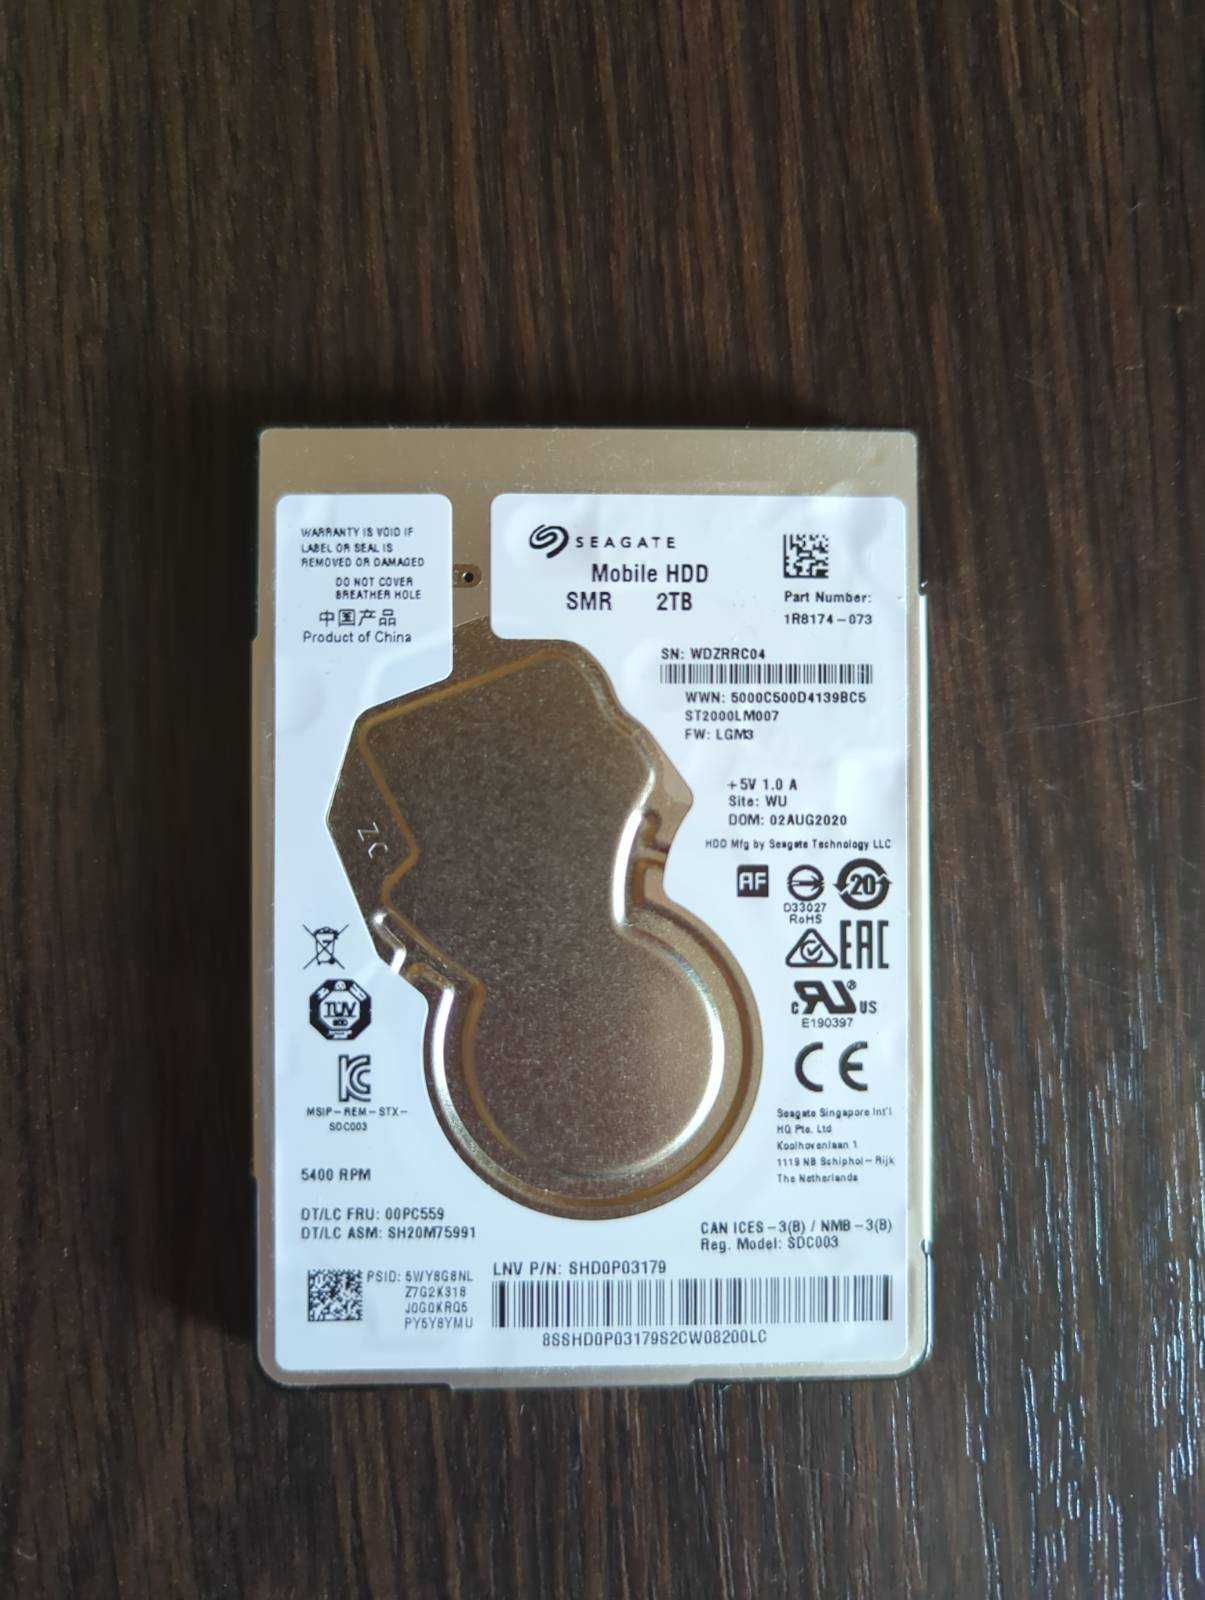 WARRANTY IS VOID IF
LABEL OR SEAL IS
REMOVED OR DAMAGED
DO NOT COVER
BREATHER HOLE
中国产品
Product of China
SEAGATE
Mobile HDD
SMR 2TB
Part Number:
1R8174-073
SN: WDZRRC04
WWN: 5000C500D4139BC5
ST2000LM007
FW: LGM3
+5V 1.0 A
Site: WU
DOM: 02AUG2020
HDD Mfg by Seagate Technology LLC
AF
20
D33027
RoHS
EAC
c RU ® US
E190397
CE
ZC
TÜV
KC
MSIP-REM-STX-
SDC003
Seagate Singapore Int'l
HQ Pte. Ltd
Koolhovenlaan 1
1119 NB Schiphol-Rijk
The Netherlands
5400 RPM
DT/LC FRU: 00PC559
DT/LC ASM: SH20M75991
CAN ICES-3(B) / NMB-3(B)
Reg. Model: SDC003
PSID: 5WY8G8NL
Z7G2K318
J0G0KRQ5
PY5Y8YMU
LNV P/N: SHD0P03179
8SSHD0P03179S2CW08200LC